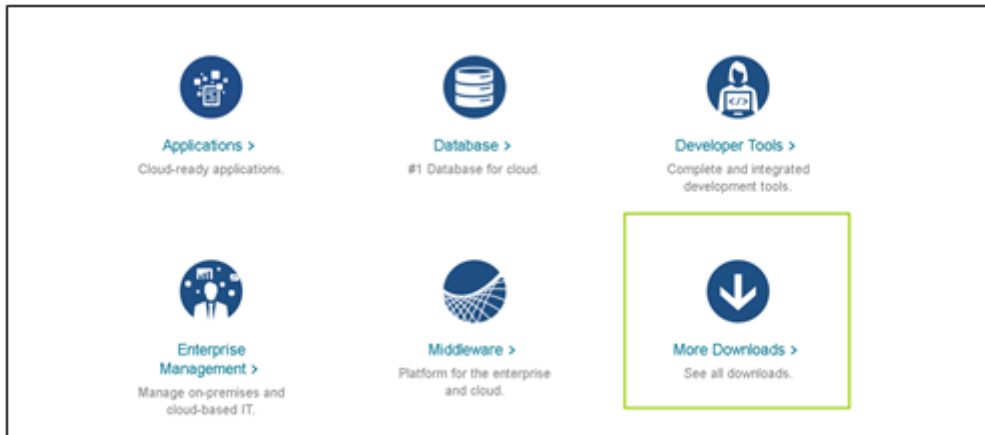 Applications >
Cloud-ready applications.
Database >
#1 Database for cloud.
Developer Tools >
Complete and integrated
development tools.
Enterprise
Management >
Manage on-premises and
cloud-based IT.
Middleware >
Platform for the enterprise
and cloud.
More Downloads >
See all downloads.